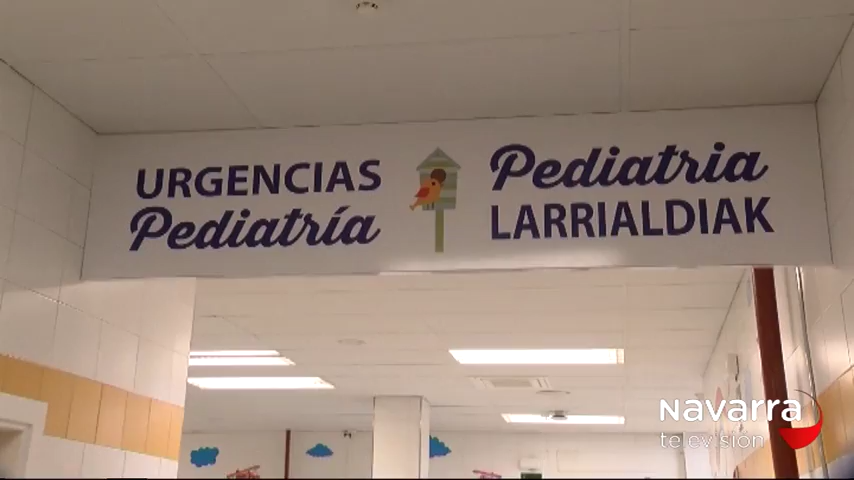 URGENCIAS
Pediatría
Pediatria
LARRIALDIAK
Navarra
televisión